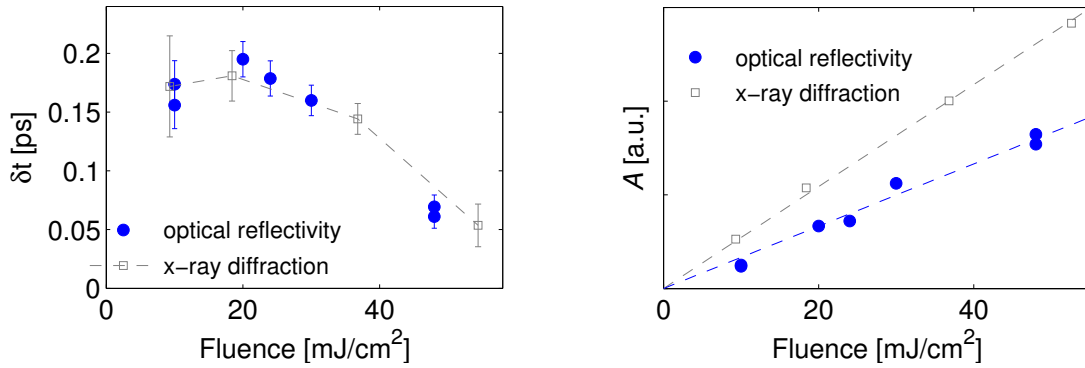 0.2
0.15
0.1
0.05
0
δt [ps]
optical reflectivity
x−ray diffraction
0 20 40
Fluence [mJ/cm²]
A [a.u.]
optical reflectivity
x−ray diffraction
0 20 40
Fluence [mJ/cm²]